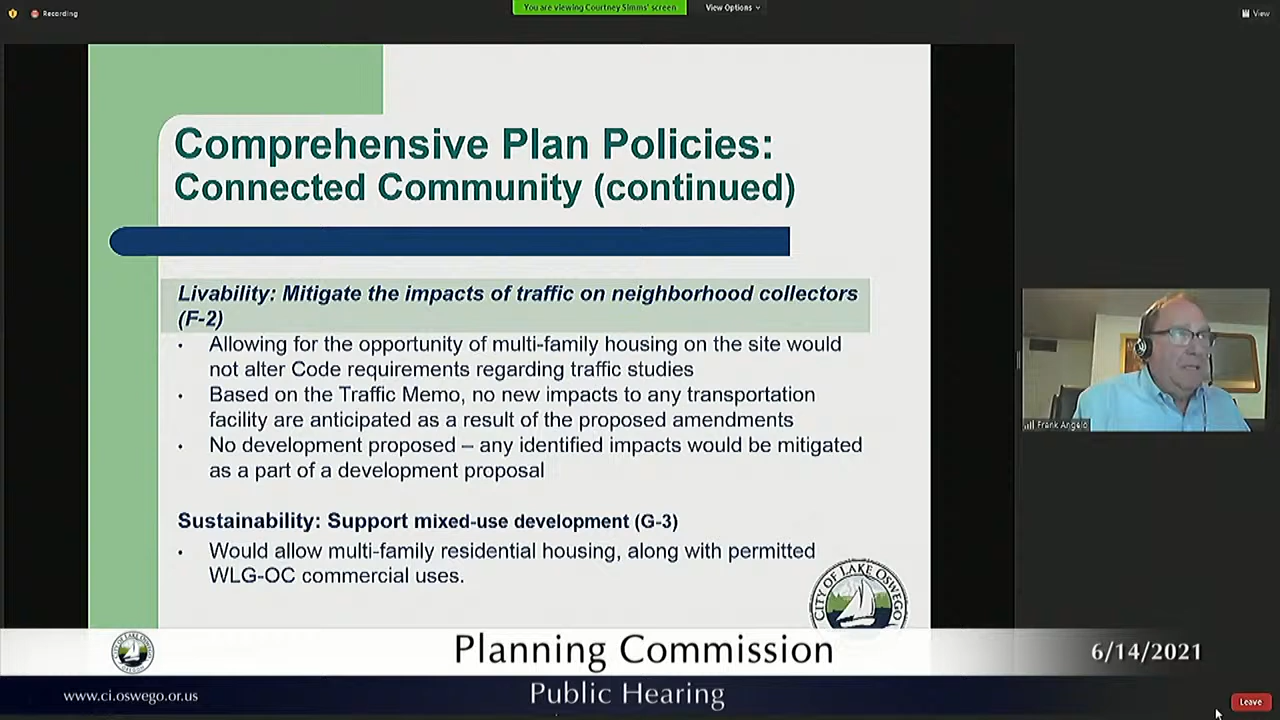 Recording
You are viewing Courtney Simms' screen
View Options
View
Comprehensive Plan Policies:
Connected Community (continued)
Livability: Mitigate the impacts of traffic on neighborhood collectors
(F-2)
• Allowing for the opportunity of multi-family housing on the site would
not alter Code requirements regarding traffic studies
• Based on the Traffic Memo, no new impacts to any transportation
facility are anticipated as a result of the proposed amendments
• No development proposed – any identified impacts would be mitigated
as a part of a development proposal
Sustainability: Support mixed-use development (G-3)
• Would allow multi-family residential housing, along with permitted
WLG-OC commercial uses.
CITY OF LAKE OSWEGO
Frank Angelo
Planning Commission
6/14/2021
www.ci.oswego.or.us
Public Hearing
Leave